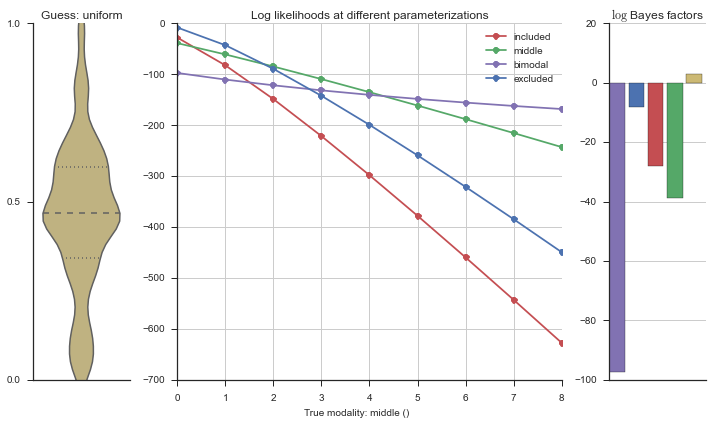 Guess: uniform
1.0
0.5
0.0
Log likelihoods at different parameterizations
0
−100
−200
−300
−400
−500
−600
−700
included
middle
bimodal
excluded
0 1 2 3 4 5 6 7 8
True modality: middle ()
log Bayes factors
20
0
−20
−40
−60
−80
−100